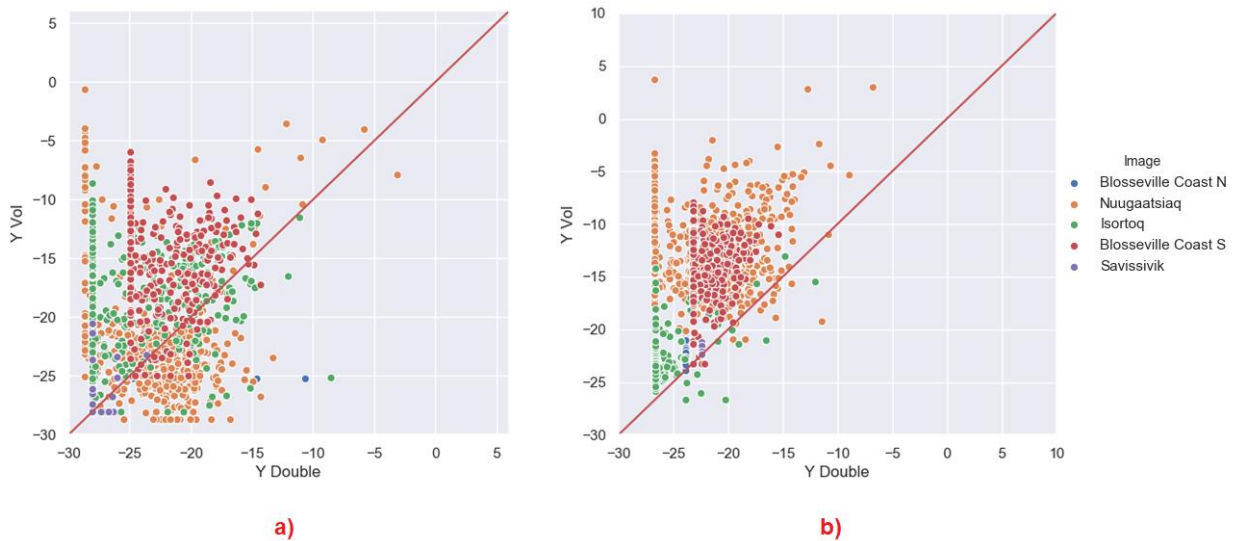 5
0
−5
−10
−15
−20
−25
−30
Y Vol
−30 −25 −20 −15 −10 −5 0 5
Y Double
a)
10
5
0
−5
−10
−15
−20
−25
−30
Y Vol
−30 −25 −20 −15 −10 −5 0 5 10
Y Double
b)
Image
Blosseville Coast N
Nuugaatsiaq
Isortoq
Blosseville Coast S
Savissivik